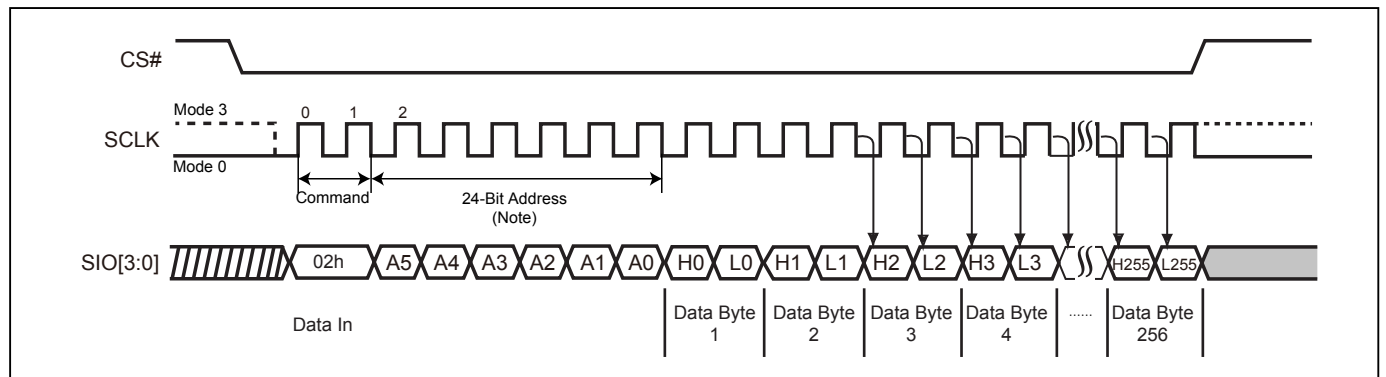 CS#
Mode 3
0 1 2
SCLK
Mode 0
Command
24-Bit Address
(Note)
SIO[3:0]
02h A5 A4 A3 A2 A1 A0 H0 L0 H1 L1 H2 L2 H3 L3 H255 L255
Data In
Data Byte 1
Data Byte 2
Data Byte 3
Data Byte 4
......
Data Byte 256